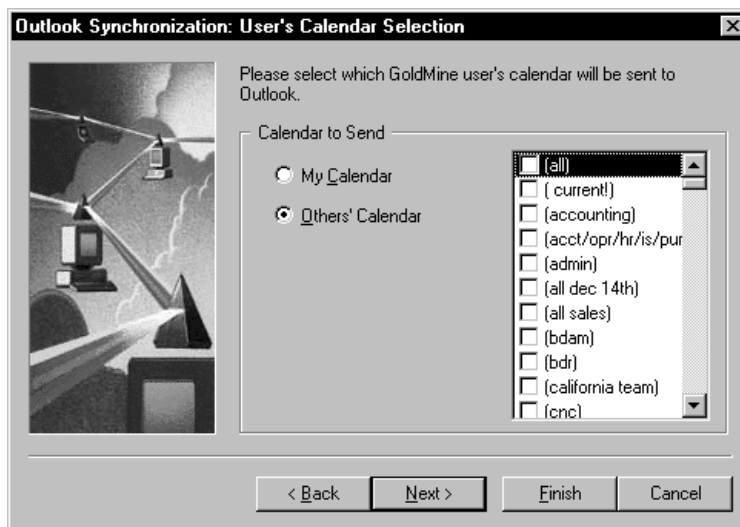 Outlook Synchronization: User's Calendar Selection
Please select which GoldMine user's calendar will be sent to
Outlook.
Calendar to Send
My Calendar
Others' Calendar
(all)
( current!)
(accounting)
(acct/opr/hr/is/pur
(admin)
(all dec 14th)
(all sales)
(bdam)
(bdr)
(california team)
(cnc)
< Back
Next >
Finish
Cancel